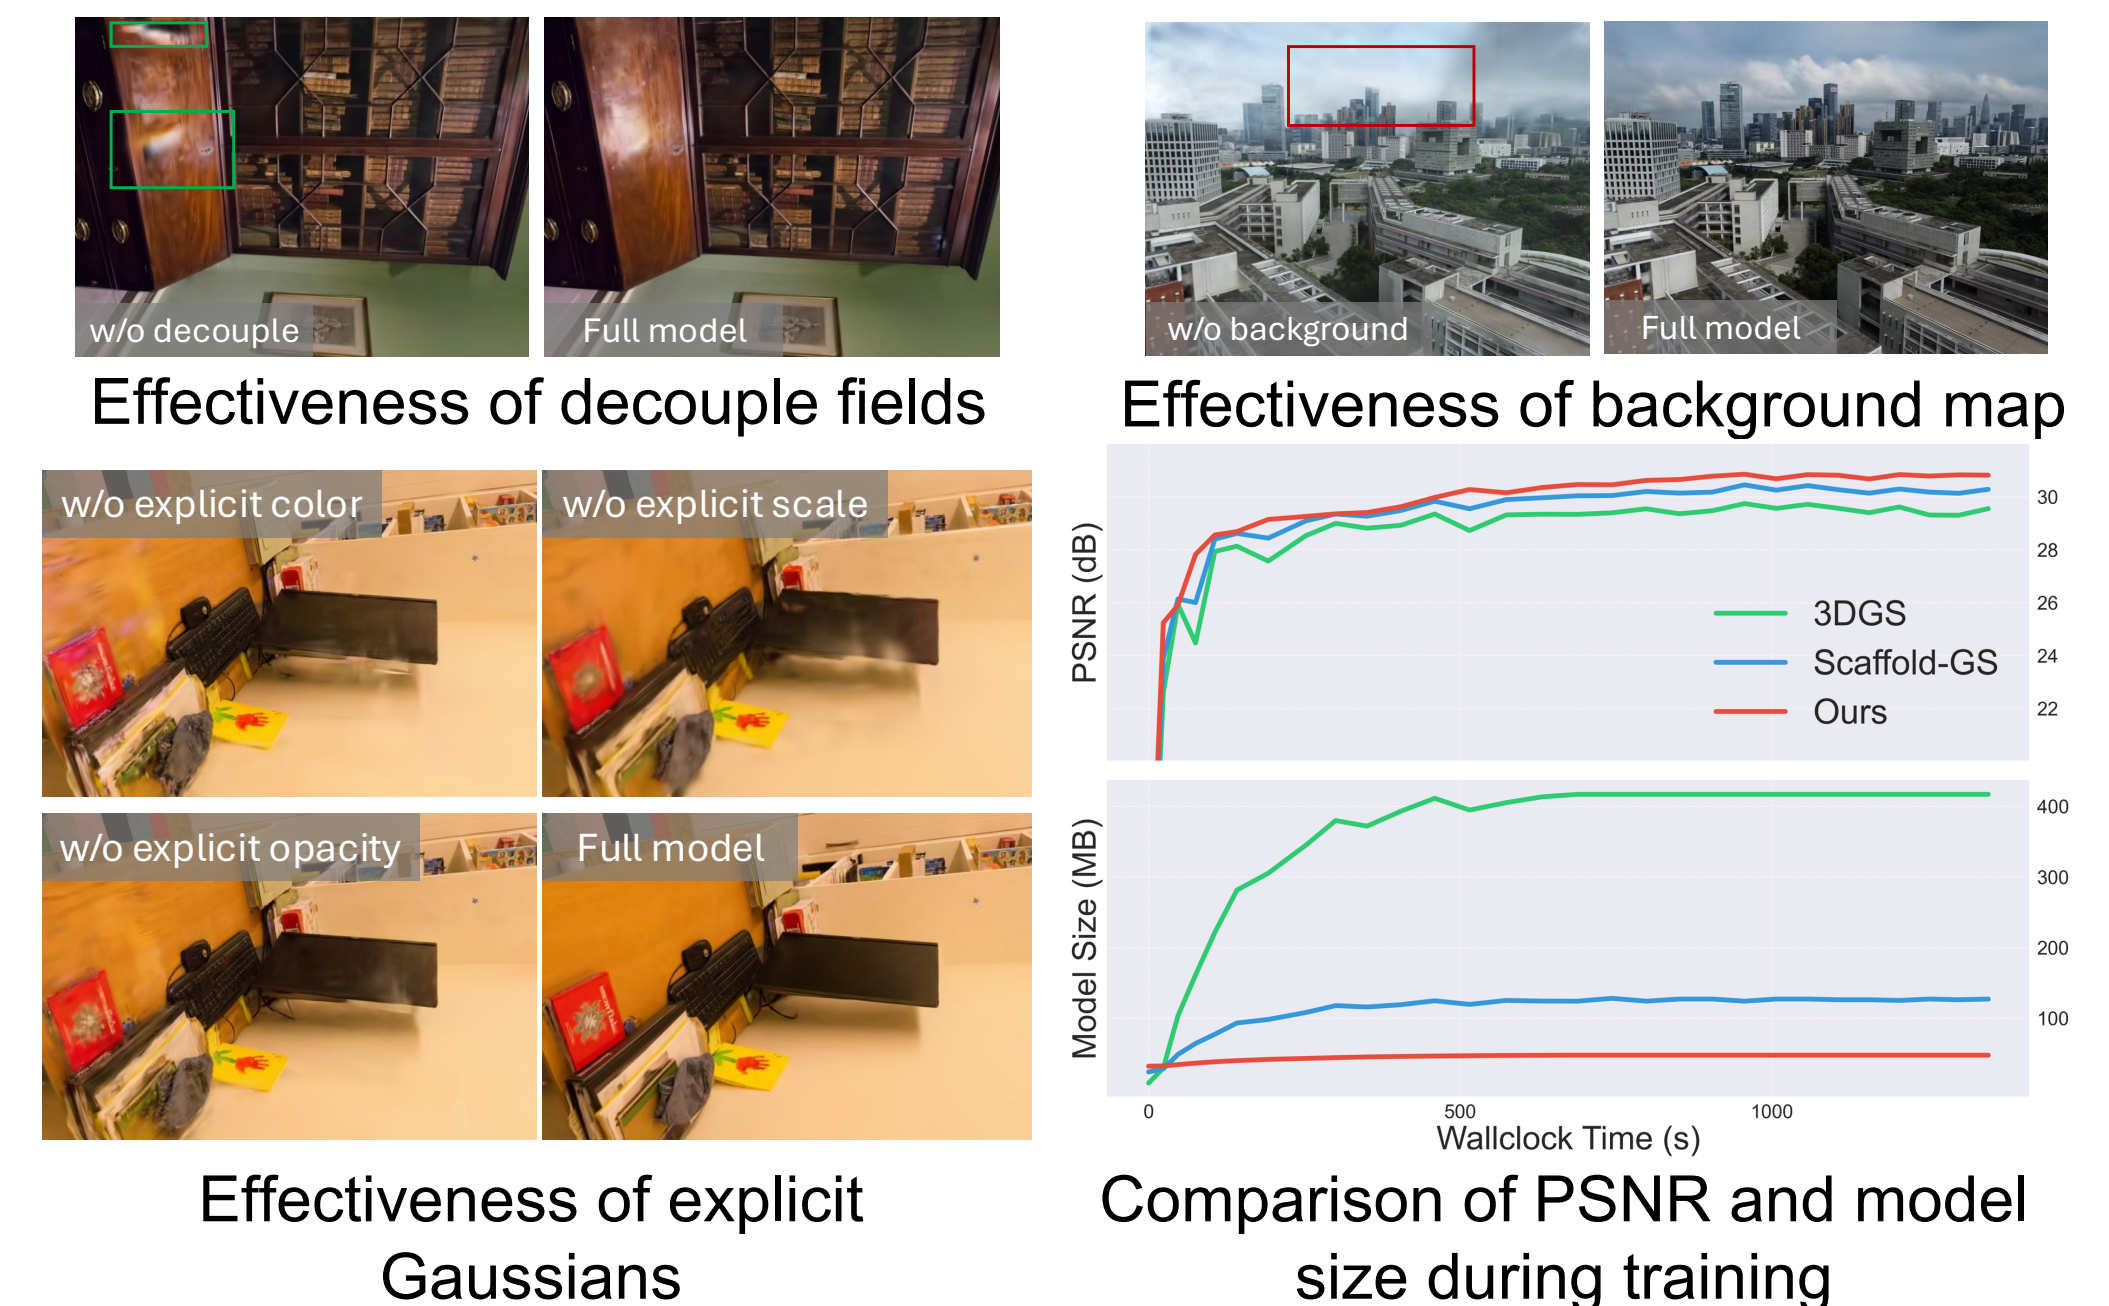 w/o decouple
Full model
w/o background
Full model
Effectiveness of decouple fields
Effectiveness of background map
w/o explicit color
w/o explicit scale
w/o explicit opacity
Full model
Effectiveness of explicit
Gaussians
PSNR (dB)
30
28
26
24
22
3DGS
Scaffold-GS
Ours
Model Size (MB)
400
300
200
100
0
500
1000
Wallclock Time (s)
Comparison of PSNR and model
size during training